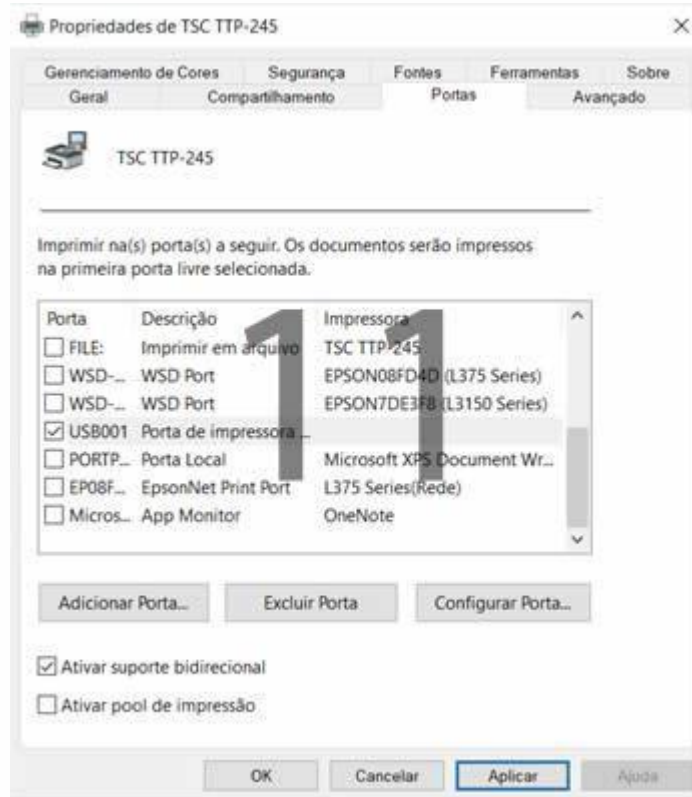 Propriedades de TSC TTP-245
Gerenciamento de Cores Segurança Fontes Ferramentas Sobre
Geral Compartilhamento Portas Avançado
TSC TTP-245
Imprimir na(s) porta(s) a seguir. Os documentos serão impressos
na primeira porta livre selecionada.
Porta Descrição Impressora
FILE: Imprimir em arquivo TSC TTP-245
WSD-... WSD Port EPSON08FD4D (L375 Series)
WSD-... WSD Port EPSON7DE3F8 (L3150 Series)
USB001 Porta de impressora ...
PORTP... Porta Local Microsoft XPS Document Wr...
EP08F... EpsonNet Print Port L375 Series(Rede)
Micros... App Monitor OneNote
11
Adicionar Porta... Excluir Porta Configurar Porta...
Ativar suporte bidirecional
Ativar pool de impressão
OK Cancelar Aplicar Ajuda